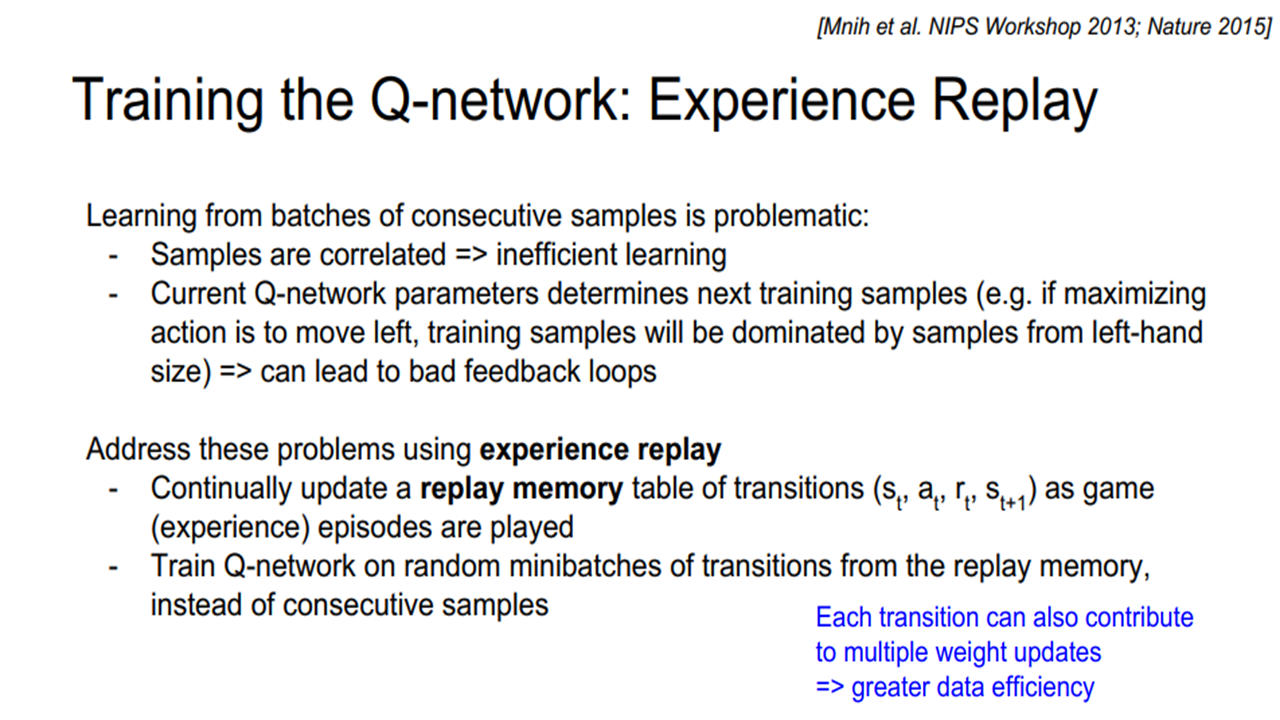 [Mnih et al. NIPS Workshop 2013; Nature 2015]
Training the Q-network: Experience Replay
Learning from batches of consecutive samples is problematic:
- Samples are correlated => inefficient learning
- Current Q-network parameters determines next training samples (e.g. if maximizing
action is to move left, training samples will be dominated by samples from left-hand
size) => can lead to bad feedback loops
Address these problems using experience replay
- Continually update a replay memory table of transitions (s_t, a_t, r_t, s_{t+1}) as game
(experience) episodes are played
- Train Q-network on random minibatches of transitions from the replay memory,
instead of consecutive samples
Each transition can also contribute
to multiple weight updates
=> greater data efficiency